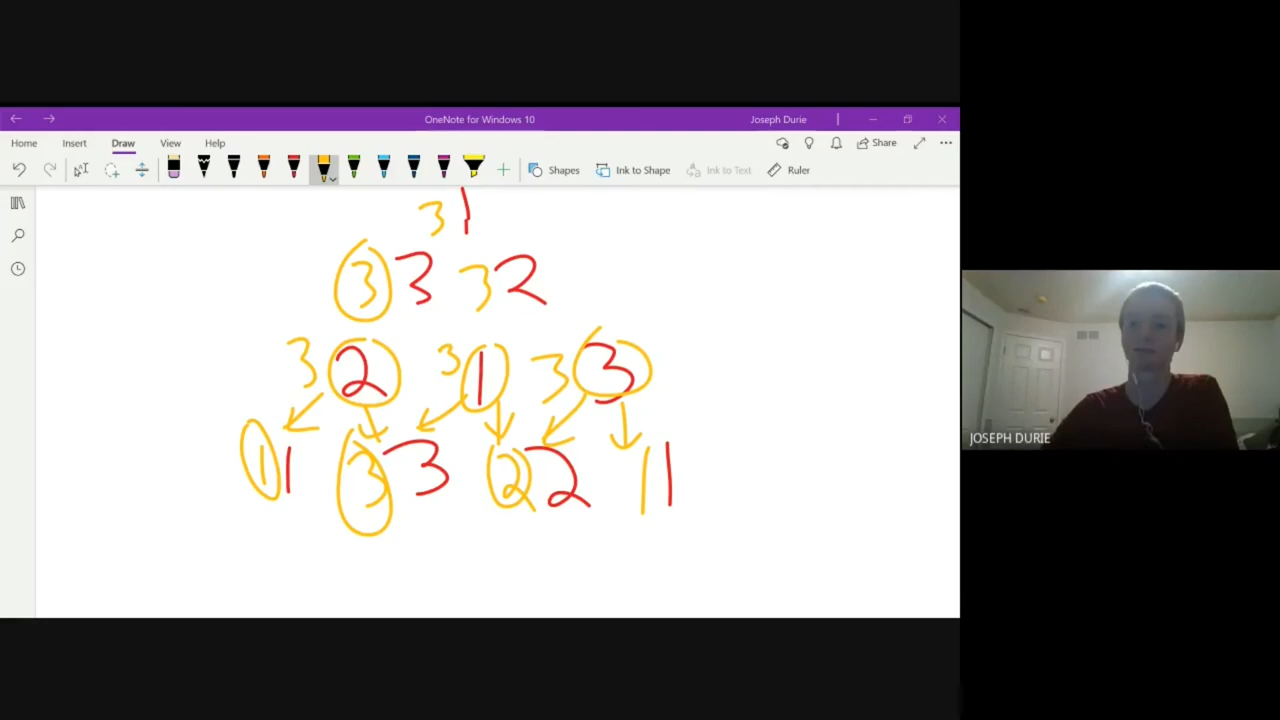 OneNote for Windows 10 Joseph Durie
Home Insert Draw View Help Share
Shapes Ink to Shape Ink to Text Ruler
3 1
3 3 3 2
3 2 3 1 3 3
1 1 3 3 2 2 1 1
JOSEPH DURIE